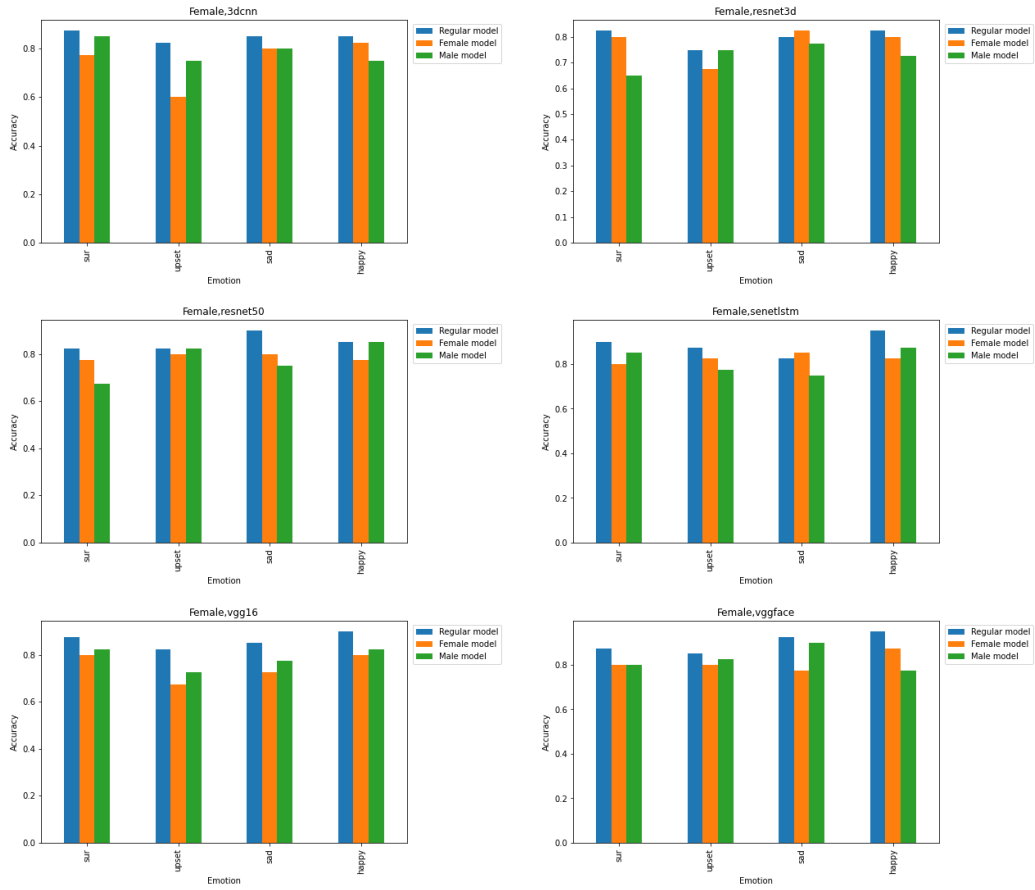 Female,3dcnn
Regular model
Female model
Male model
0.8
0.6
0.4
0.2
0.0
Accuracy
sur
upset
sad
happy
Emotion
Female,resnet3d
Regular model
Female model
Male model
0.8
0.7
0.6
0.5
0.4
0.3
0.2
0.1
0.0
Accuracy
sur
upset
sad
happy
Emotion
Female,resnet50
Regular model
Female model
Male model
0.8
0.6
0.4
0.2
0.0
Accuracy
sur
upset
sad
happy
Emotion
Female,senetlstm
Regular model
Female model
Male model
0.8
0.6
0.4
0.2
0.0
Accuracy
sur
upset
sad
happy
Emotion
Female,vgg16
Regular model
Female model
Male model
0.8
0.6
0.4
0.2
0.0
Accuracy
sur
upset
sad
happy
Emotion
Female,vggface
Regular model
Female model
Male model
0.8
0.6
0.4
0.2
0.0
Accuracy
sur
upset
sad
happy
Emotion